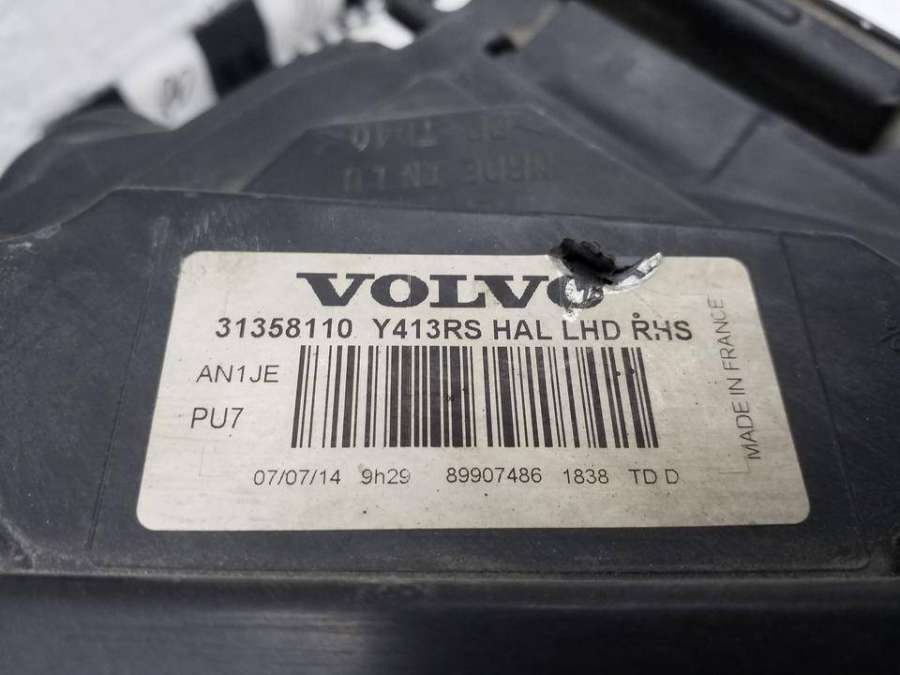 VOLVO
31358110 Y413RS HAL LHD RHS
AN1JE
PU7
07/07/14 9h29 89907486 1838 TD D
MADE IN FRANCE